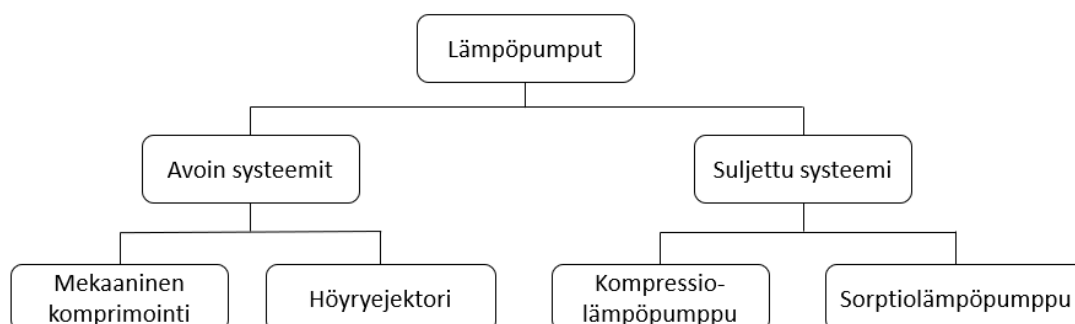 Lämpöpumput
Avoin systeemit
Suljettu systeemi
Mekaaninen
komprimointi
Höyryejektori
Kompressio-
lämpöpumppu
Sorptiolämpöpumppu